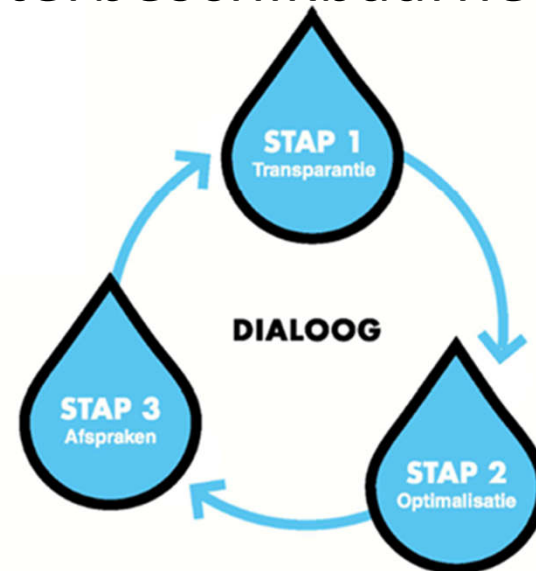 STAP 1
Transparantie
DIALOOG
STAP 3
Afspraken
STAP 2
Optimalisatie